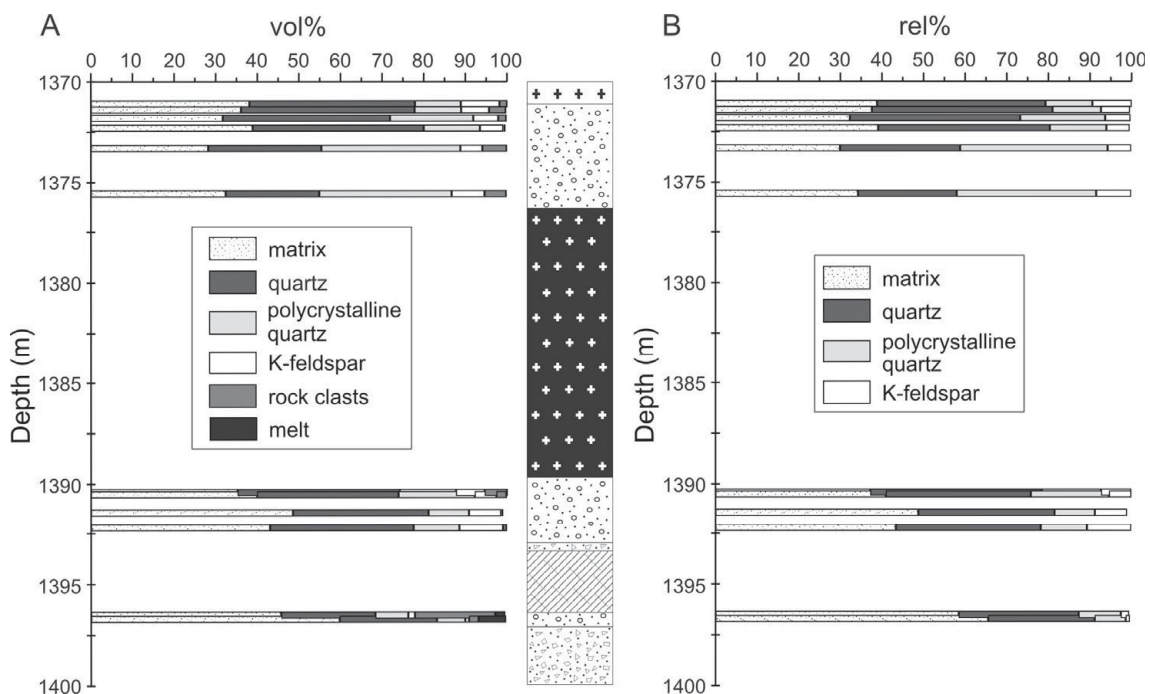 A
vol%
0 10 20 30 40 50 60 70 80 90 100
1370
1375
1380
1385
1390
1395
1400
Depth (m)
matrix
quartz
polycrystalline
quartz
K-feldspar
rock clasts
melt
B
rel%
0 10 20 30 40 50 60 70 80 90 100
1370
1375
1380
1385
1390
1395
1400
Depth (m)
matrix
quartz
polycrystalline
quartz
K-feldspar